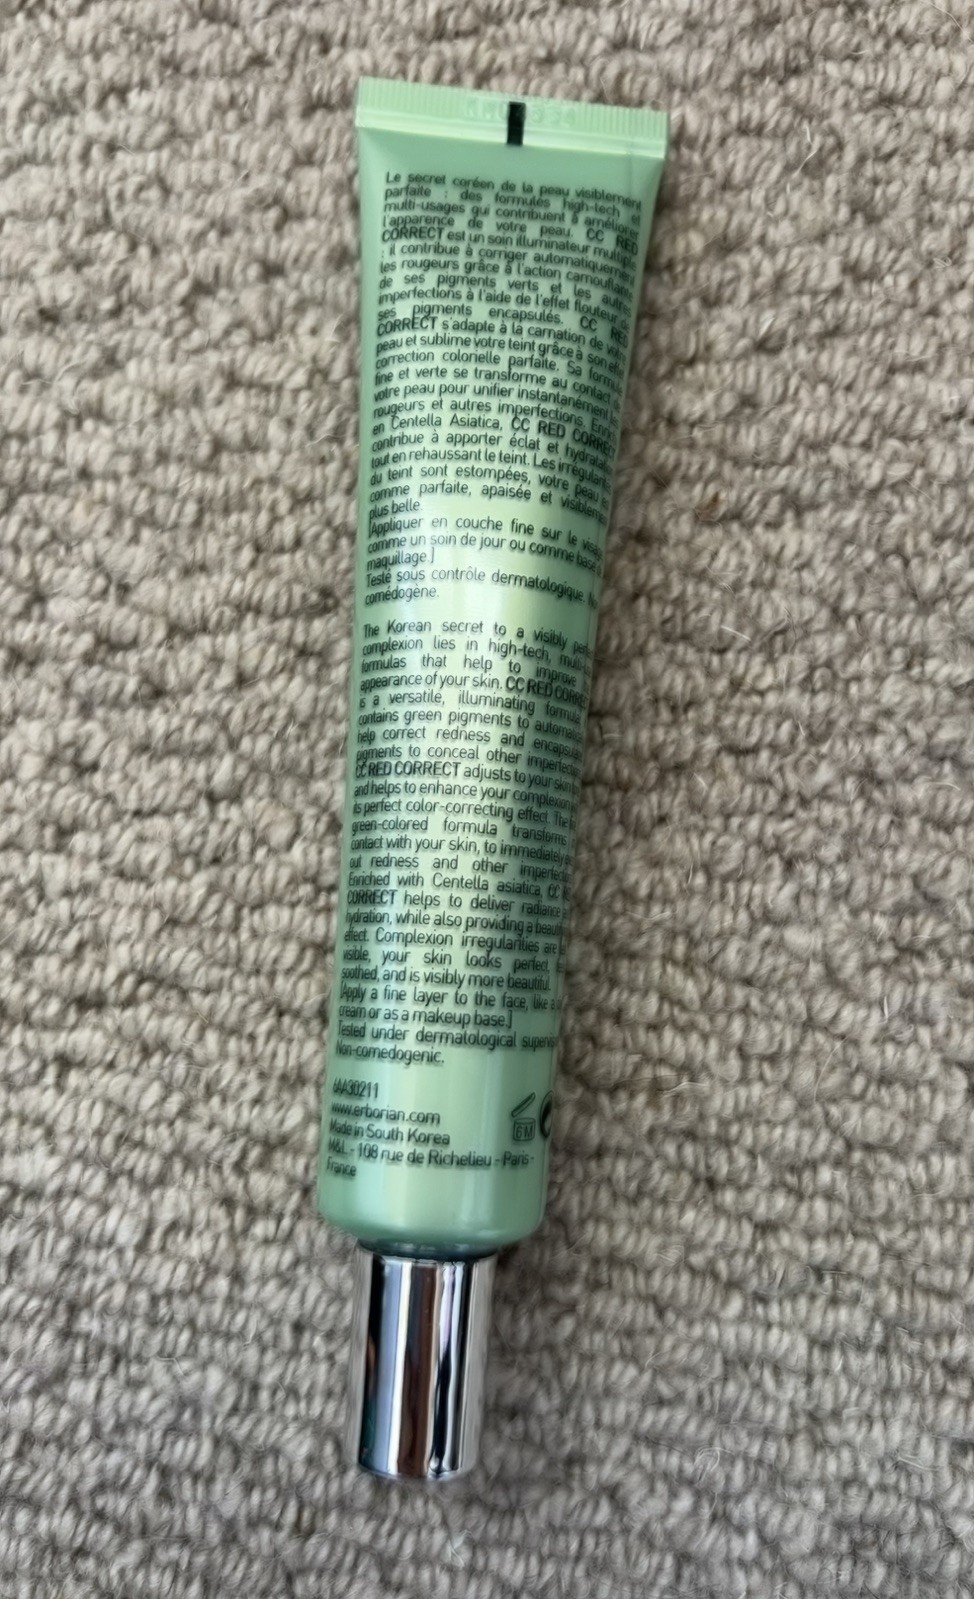 Le secret coréen de la peau visiblement
parfaite : des formules high-tech et
multi-usages qui contribuent à améliorer
l'apparence de votre peau. CC RED
CORRECT est un soin illuminateur multiple
: il contribue à corriger automatiquement
les rougeurs grâce à l'action camouflante
de ses pigments verts et les autres
imperfections à l'aide de l'effet flouteur de
ses pigments encapsulés. CC RED
CORRECT s'adapte à la carnation de votre
peau et sublime votre teint grâce à son
correction colorielle parfaite. Sa formule
fine et verte se transforme au contact
votre peau pour unifier instantanément
rougeurs et autres imperfections.
en Centella Asiatica, CC RED CORRECT
contribue à apporter éclat et
tout en rehaussant le teint. Les
du teint sont estompées, votre peau
comme parfaite, apaisée et
plus belle.
[Appliquer en couche fine sur le
comme un soin de jour ou comme base
maquillage]
Testé sous contrôle dermatologique.
comédogène.
The Korean secret to a visibly
complexion lies in high-tech,
formulas that help to improve
appearance of your skin. CC RED
is a versatile, illuminating formula
contains green pigments to
help correct redness and
pigments to conceal other
CC RED CORRECT adjusts to your skin
and helps to enhance your complexion
its perfect color-correcting effect. The
green-colored formula transforms
contact with your skin, to immediately
out redness and other
Enriched with Centella asiatica, CC
CORRECT helps to deliver radiance
hydration, while also providing a
effect. Complexion irregularities are
visible, your skin looks perfect,
soothed, and is visibly more beautiful.
[Apply a fine layer to the face, like a
cream or as a makeup base.]
Tested under dermatological
Non-comedogenic.
www.erborian.com
Made in South Korea
6M
M&L - 108 rue de Richelieu - Paris -
France